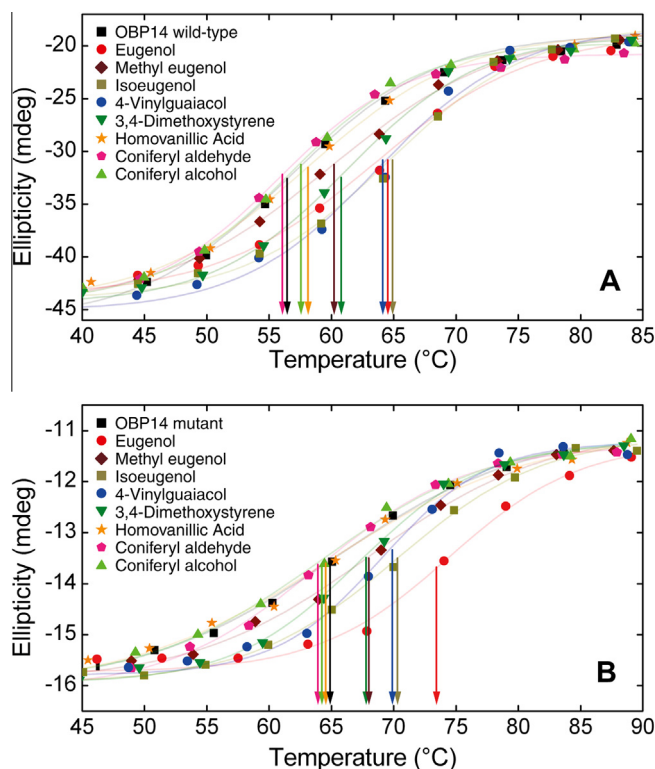 Ellipticity (mdeg)
-20
-25
-30
-35
-40
-45
OBP14 wild-type
Eugenol
Methyl eugenol
Isoeugenol
4-Vinylguaiacol
3,4-Dimethoxystyrene
Homovanillic Acid
Coniferyl aldehyde
Coniferyl alcohol
A
40 45 50 55 60 65 70 75 80 85
Temperature (°C)
Ellipticity (mdeg)
-11
-12
-13
-14
-15
-16
OBP14 mutant
Eugenol
Methyl eugenol
Isoeugenol
4-Vinylguaiacol
3,4-Dimethoxystyrene
Homovanillic Acid
Coniferyl aldehyde
Coniferyl alcohol
B
45 50 55 60 65 70 75 80 85 90
Temperature (°C)